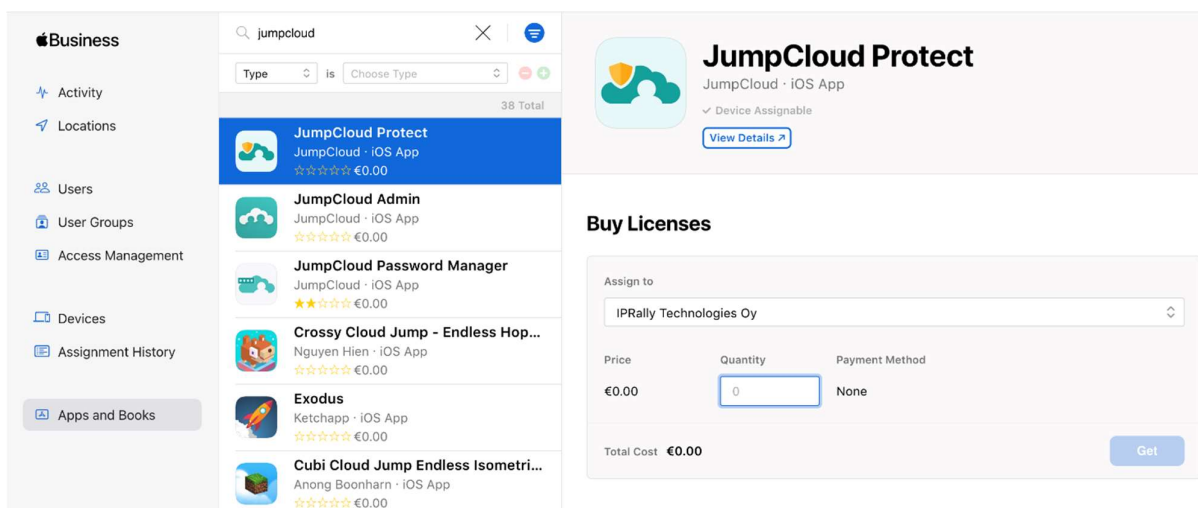 Business
Activity
Locations
Users
User Groups
Access Management
Devices
Assignment History
Apps and Books
jumpcloud
Type is Choose Type
38 Total
JumpCloud Protect
JumpCloud · iOS App
☆☆☆☆☆ €0.00
JumpCloud Admin
JumpCloud · iOS App
☆☆☆☆☆ €0.00
JumpCloud Password Manager
JumpCloud · iOS App
★★☆☆☆ €0.00
Crossy Cloud Jump - Endless Hop...
Nguyen Hien · iOS App
☆☆☆☆☆ €0.00
Exodus
Ketchapp · iOS App
☆☆☆☆☆ €0.00
Cubi Cloud Jump Endless Isometri...
Anong Boonharn · iOS App
☆☆☆☆☆ €0.00
JumpCloud Protect
JumpCloud · iOS App
✓ Device Assignable
View Details ↗
Buy Licenses
Assign to
IPRally Technologies Oy
Price Quantity Payment Method
€0.00 0 None
Total Cost €0.00 Get